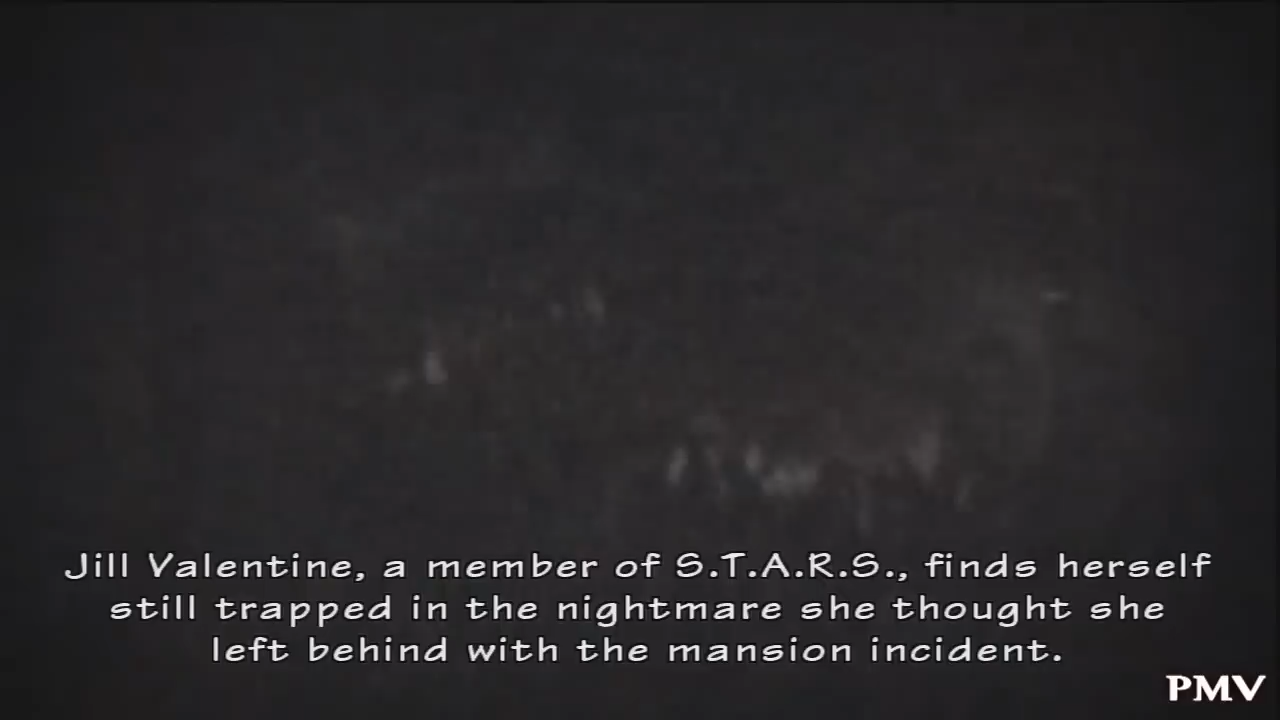 Jill Valentine, a member of S.T.A.R.S., finds herself
still trapped in the nightmare she thought she
left behind with the mansion incident.
PMV